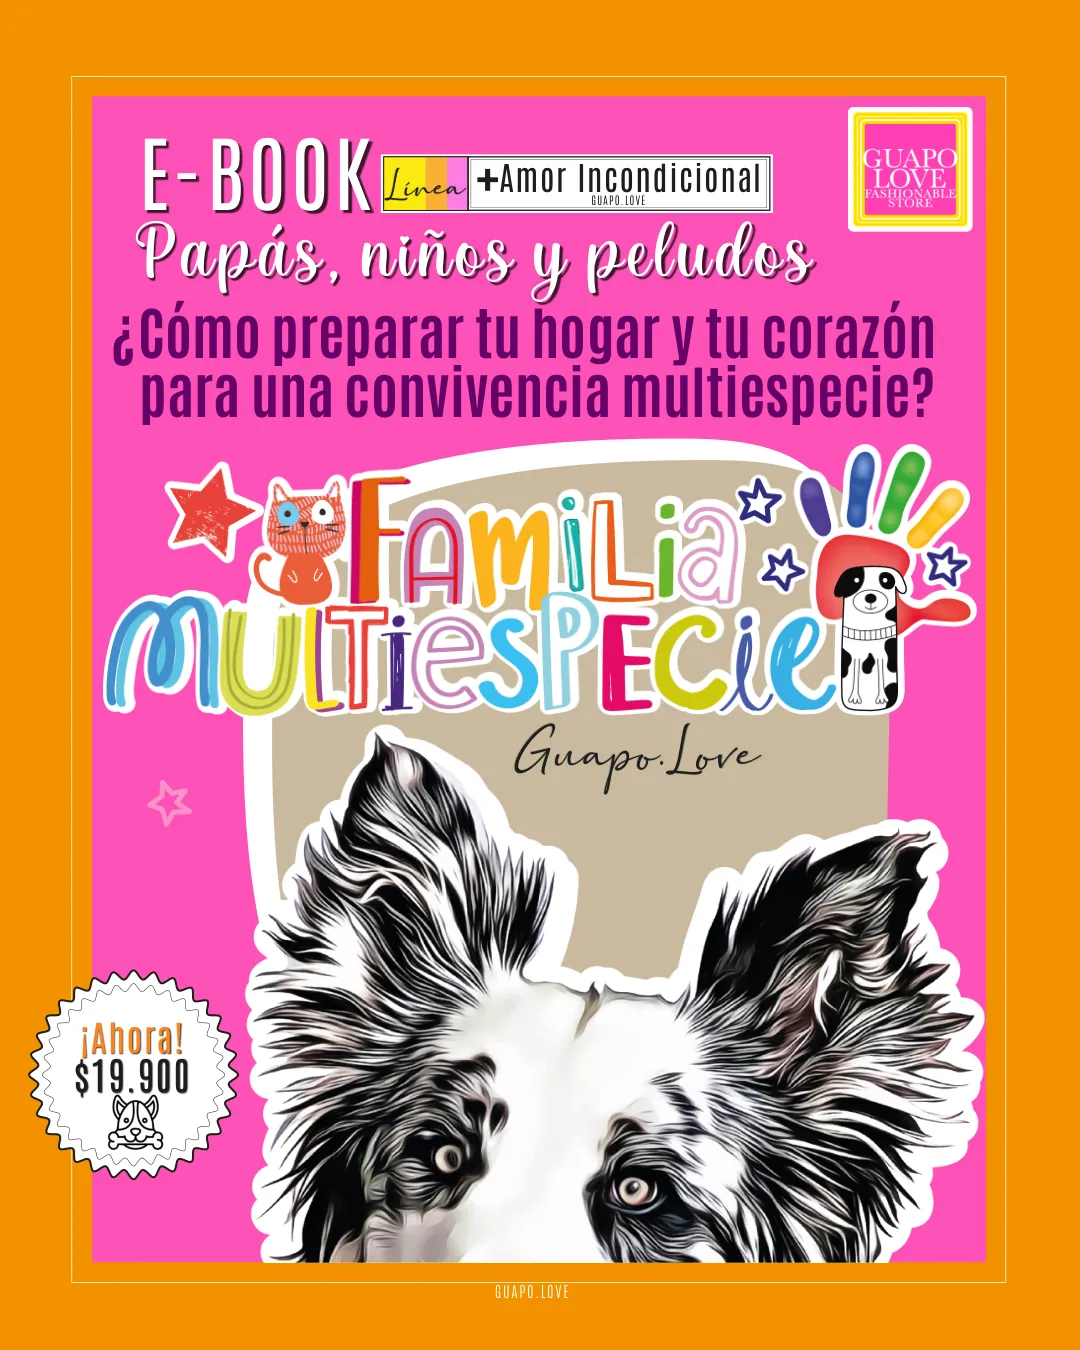 E-BOOK
Línea
+Amor Incondicional
GUAPO.LOVE
GUAPO
LOVE
FASHIONABLE
STORE
Papás, niños y peludos
¿Cómo preparar tu hogar y tu corazón
para una convivencia multiespecie?
FAMILIA
MULTIESPECIE
Guapo.Love
¡Ahora!
$19.900
GUAPO.LOVE